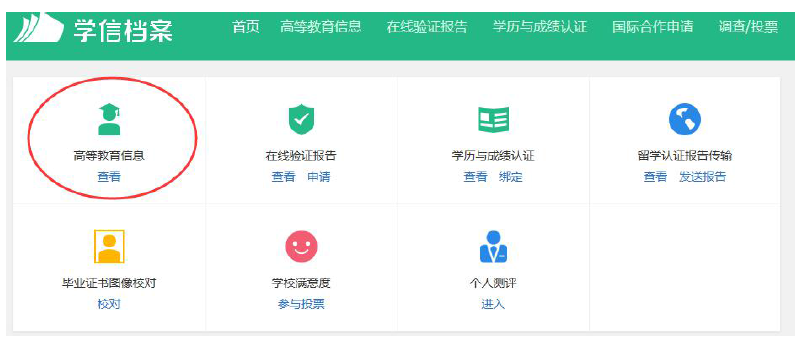 学信档案 首页 高等教育信息 在线验证报告 学历与成绩认证 国际合作申请 调查/投票
高等教育信息 在线验证报告 学历与成绩认证 留学认证报告传输
查看 查看 申请 查看 绑定 查看 发送报告
毕业证书图像校对 学校满意度 个人测评
校对 参与投票 进入